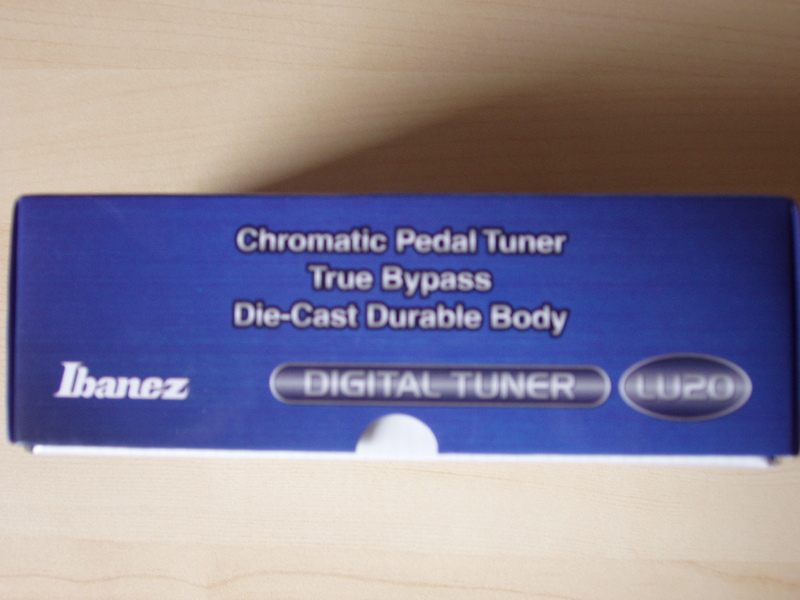 Chromatic Pedal Tuner
True Bypass
Die-Cast Durable Body
Ibanez DIGITAL TUNER LU20